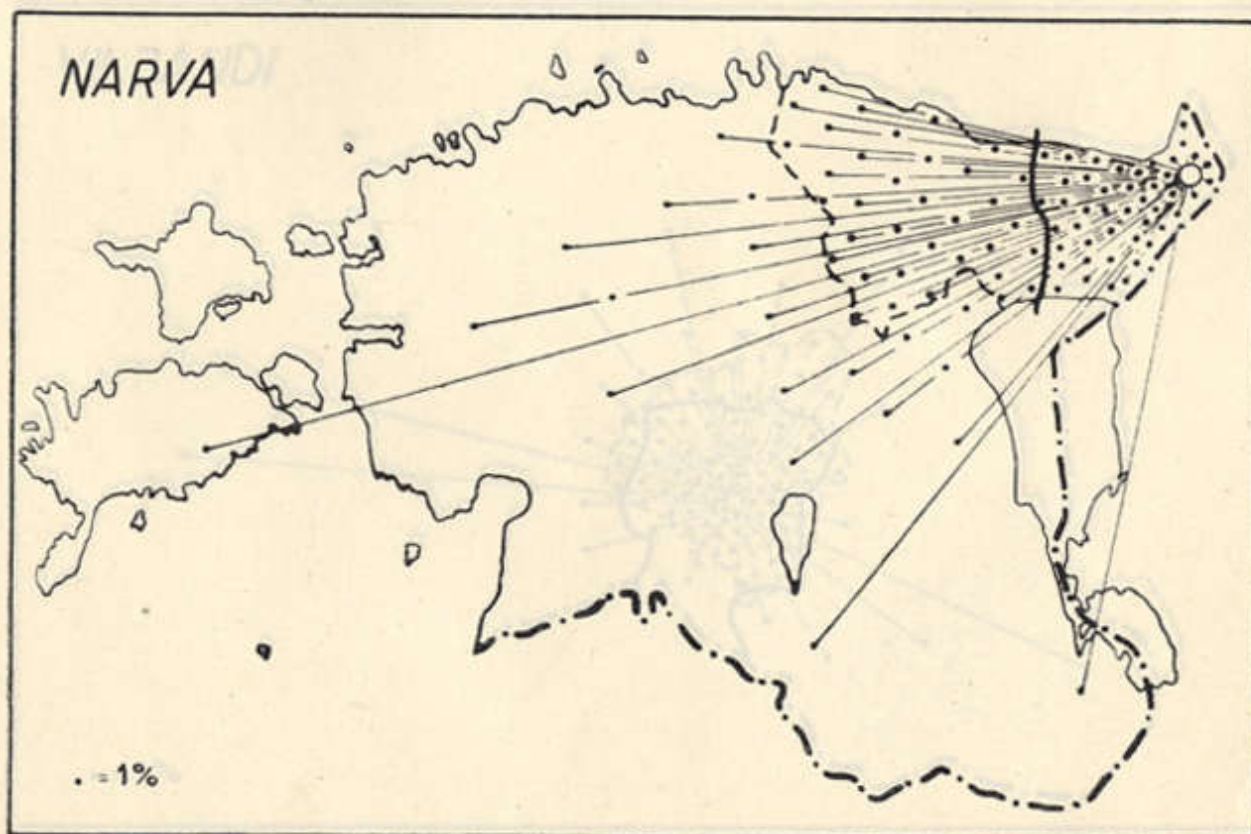 NARVA
. = 1%